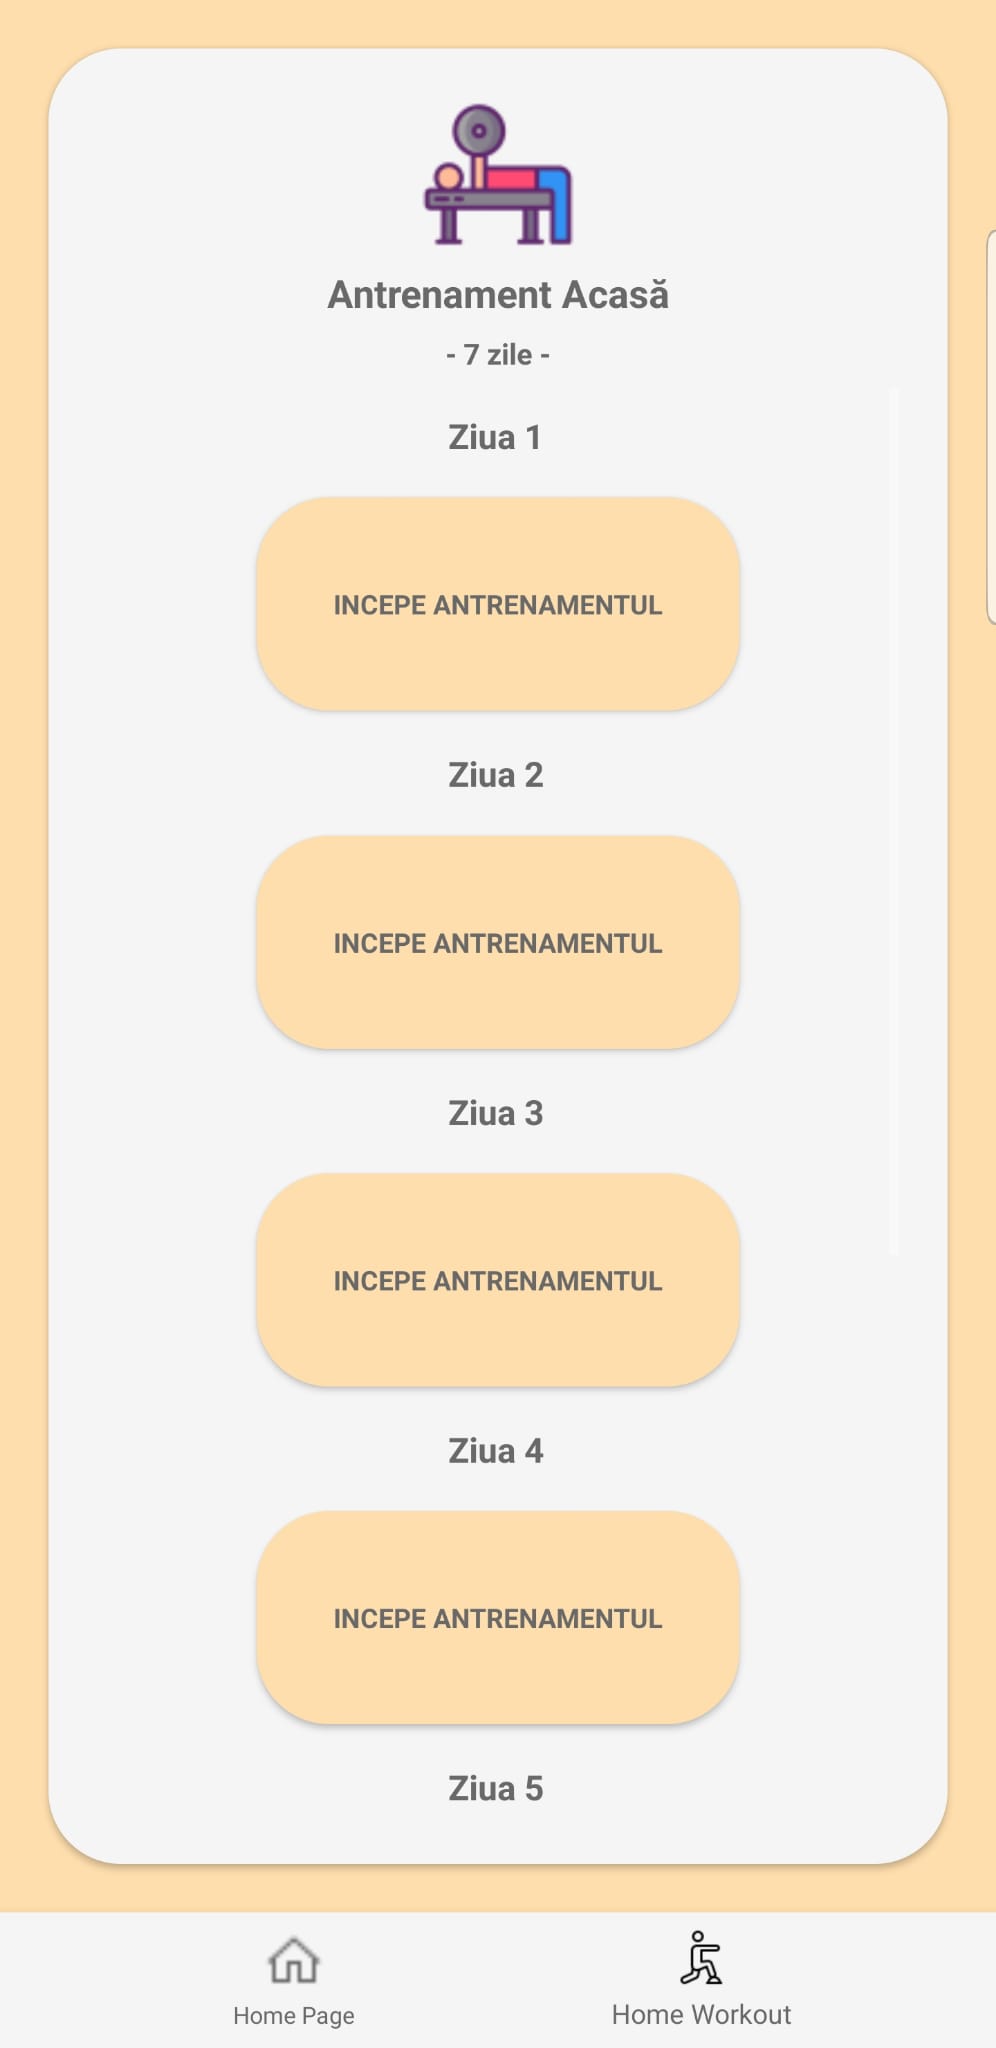 Antrenament Acasă
- 7 zile -
Ziua 1
INCEPE ANTRENAMENTUL
Ziua 2
INCEPE ANTRENAMENTUL
Ziua 3
INCEPE ANTRENAMENTUL
Ziua 4
INCEPE ANTRENAMENTUL
Ziua 5
Home Page
Home Workout